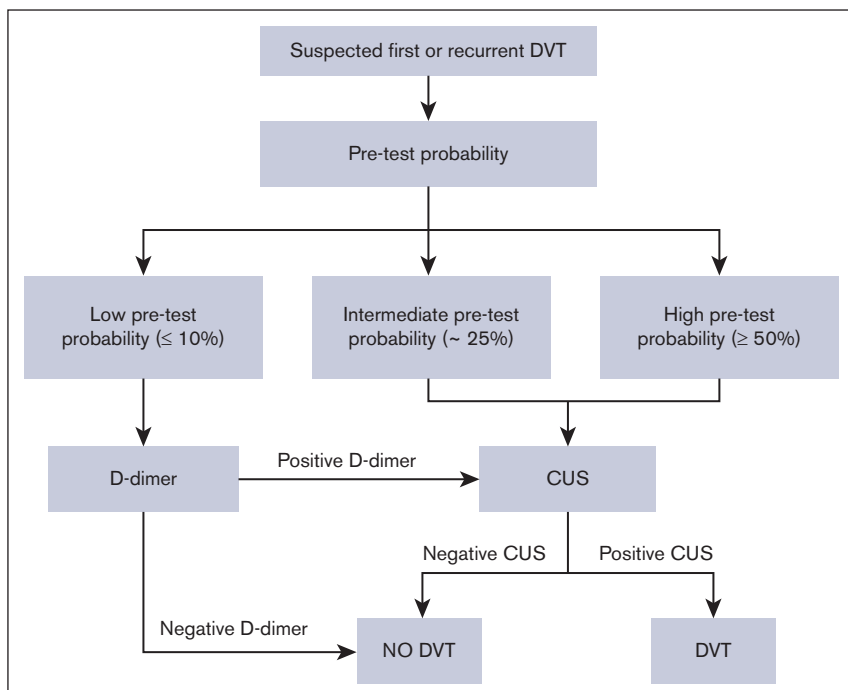 Suspected first or recurrent DVT
Pre-test probability
Low pre-test
probability (≤ 10%)
Intermediate pre-test
probability (~ 25%)
High pre-test
probability (≥ 50%)
D-dimer
Positive D-dimer
CUS
Negative CUS
Positive CUS
Negative D-dimer
NO DVT
DVT